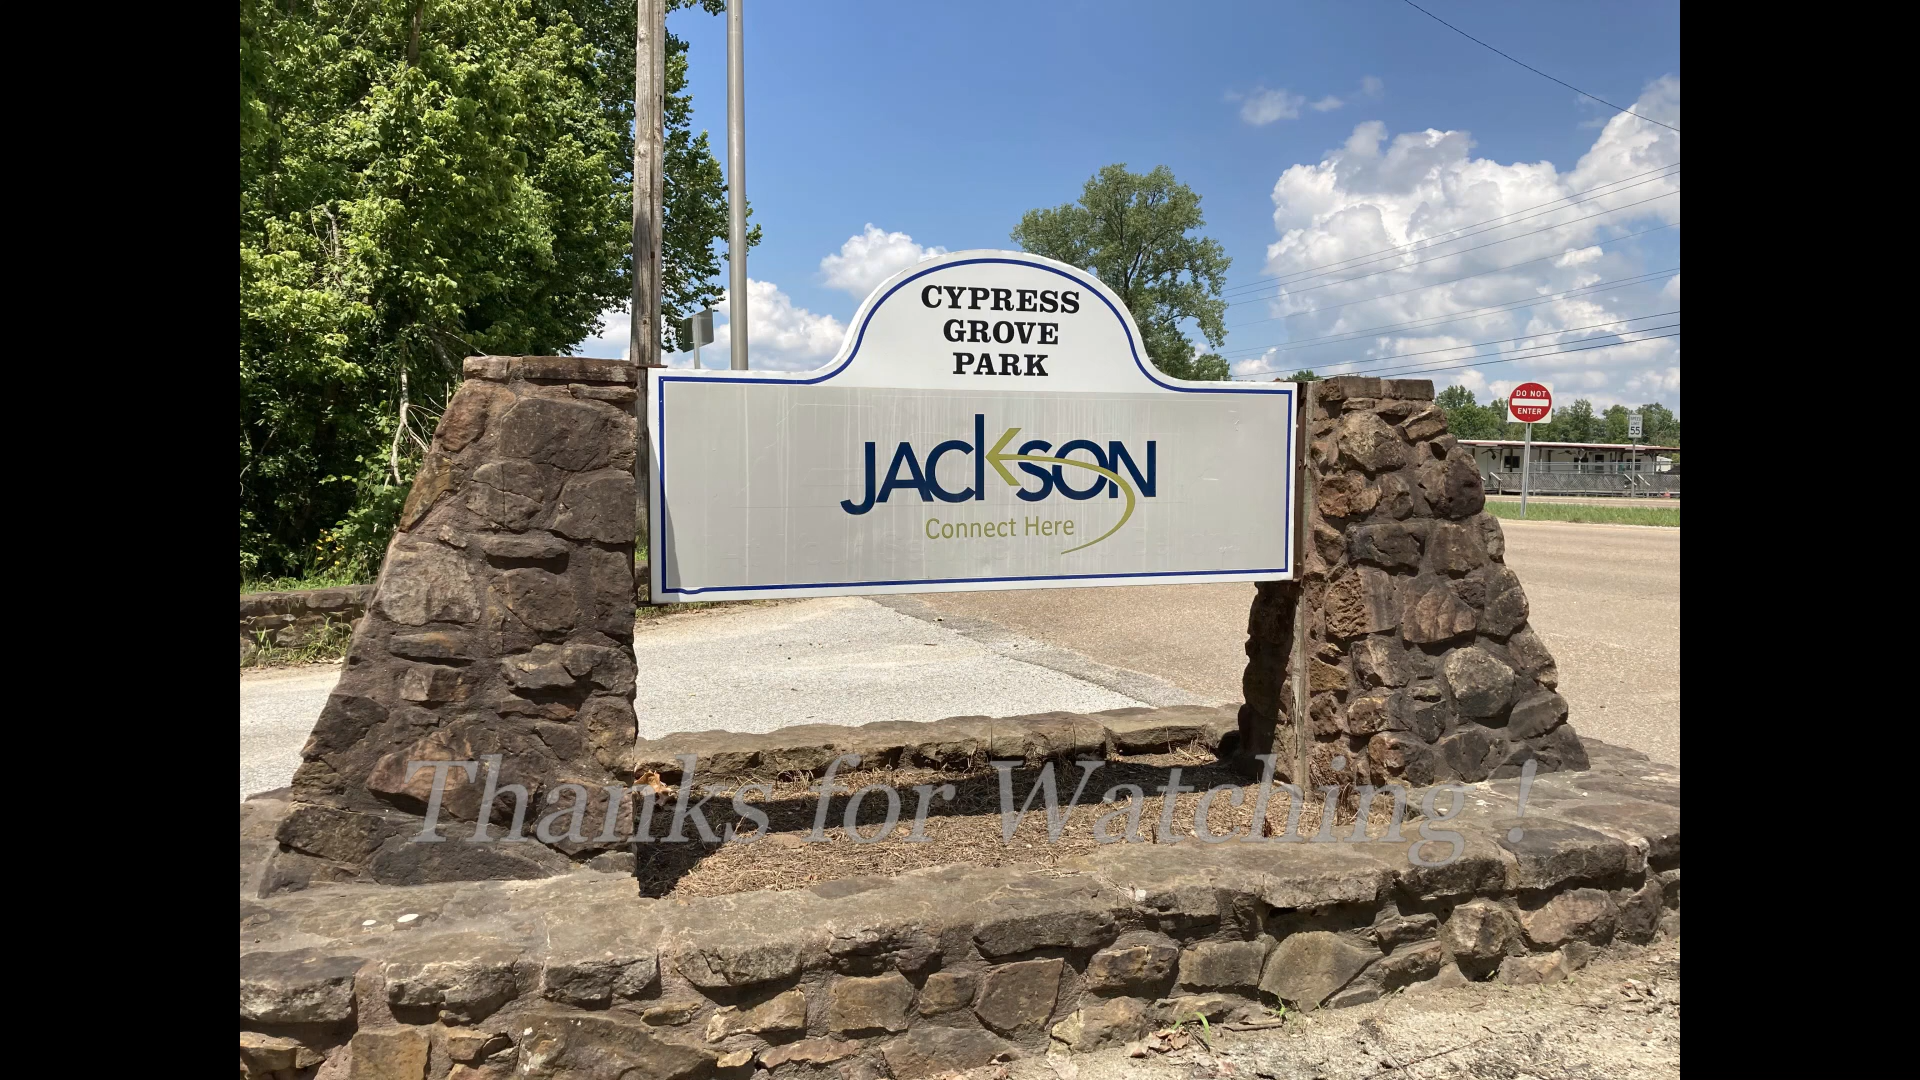 CYPRESS
GROVE
PARK
JACKSON
Connect Here
DO NOT
ENTER
55
Thanks for Watching !